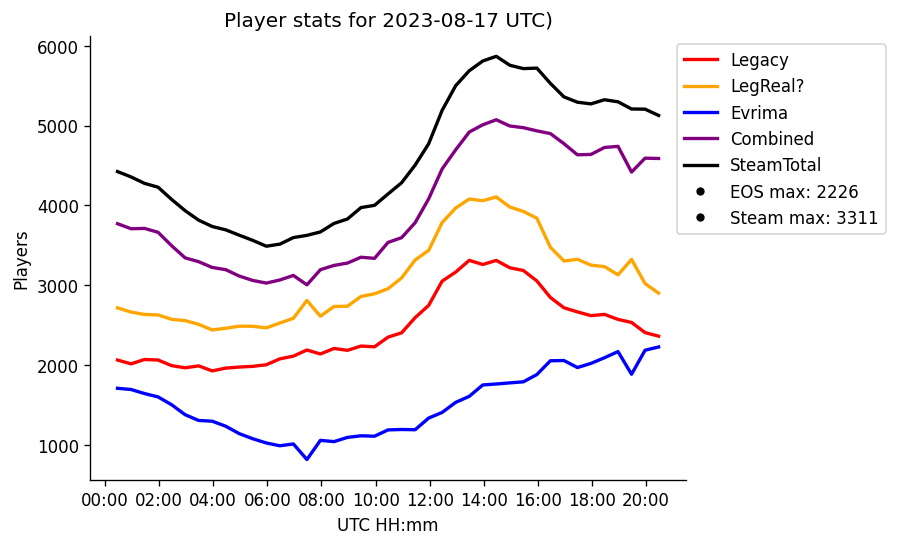 Player stats for 2023-08-17 UTC)
6000
5000
4000
3000
2000
1000
Players
00:00 02:00 04:00 06:00 08:00 10:00 12:00 14:00 16:00 18:00 20:00
UTC HH:mm
Legacy
LegReal?
Evrima
Combined
SteamTotal
EOS max: 2226
Steam max: 3311